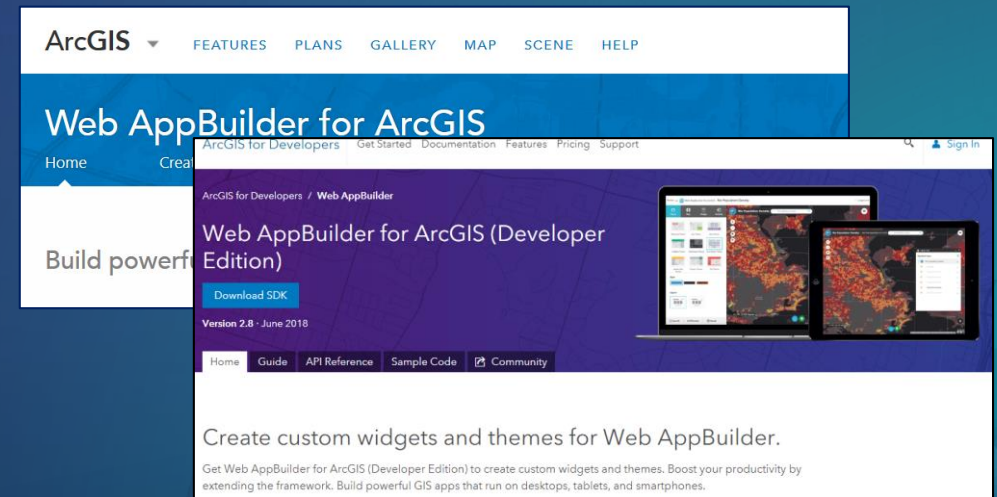 ArcGIS FEATURES PLANS GALLERY MAP SCENE HELP
Web AppBuilder for ArcGIS
Home Creat
Build powerfu
ArcGIS for Developers Get Started Documentation Features Pricing Support Sign In
ArcGIS for Developers / Web AppBuilder
Web AppBuilder for ArcGIS (Developer
Edition)
Download SDK
Version 2.8 · June 2018
Home Guide API Reference Sample Code Community
Create custom widgets and themes for Web AppBuilder.
Get Web AppBuilder for ArcGIS (Developer Edition) to create custom widgets and themes. Boost your productivity by
extending the framework. Build powerful GIS apps that run on desktops, tablets, and smartphones.